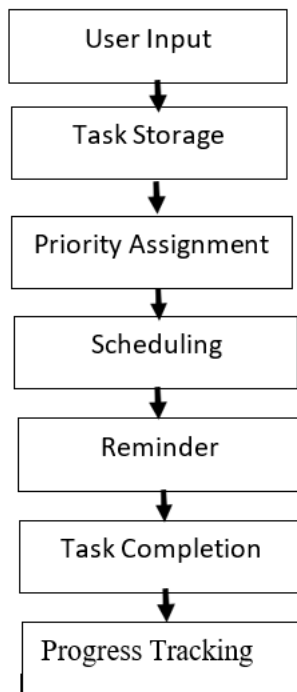 User Input
Task Storage
Priority Assignment
Scheduling
Reminder
Task Completion
Progress Tracking